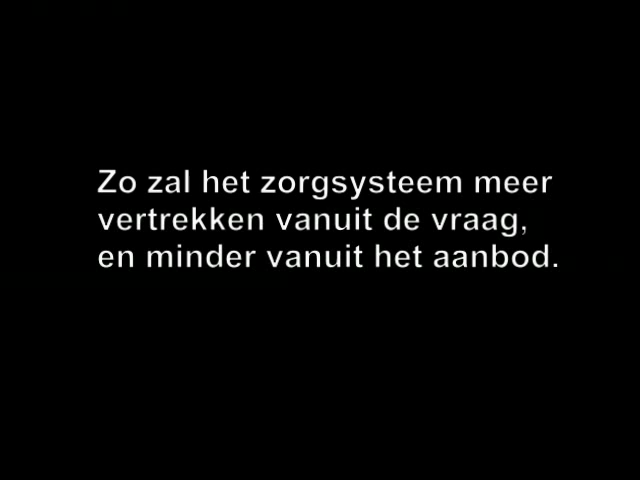 Zo zal het zorgsysteem meer
vertrekken vanuit de vraag,
en minder vanuit het aanbod.